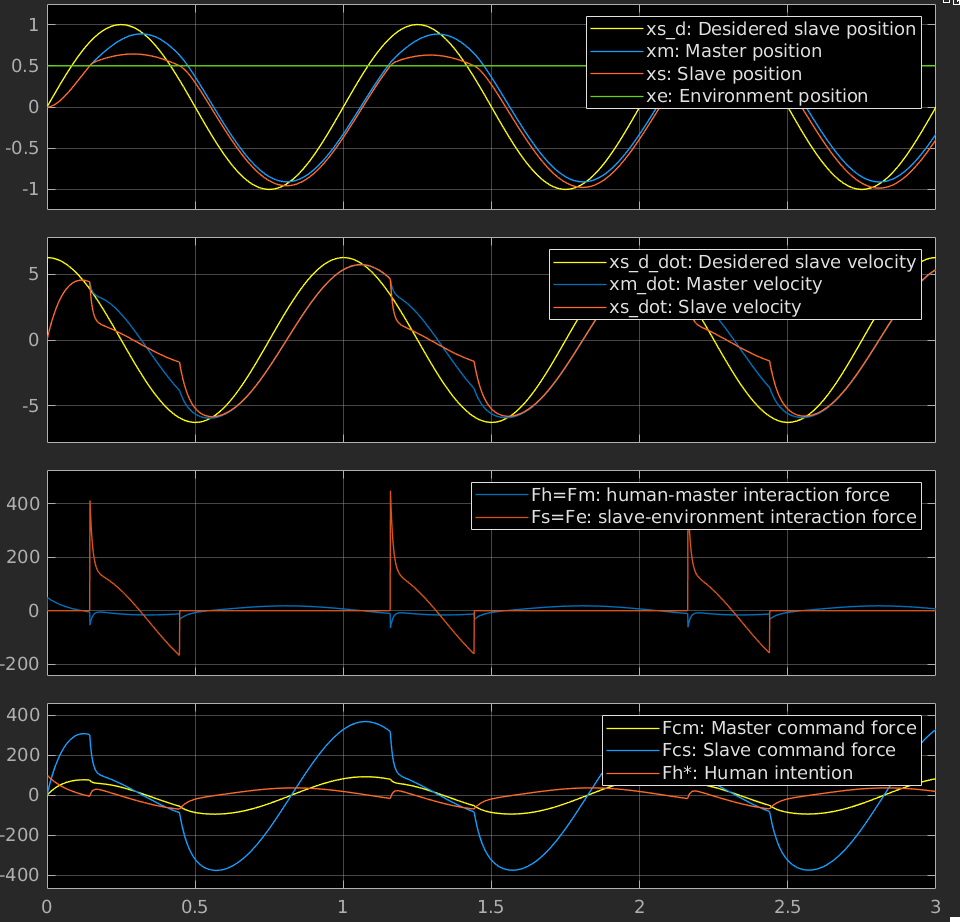 1
0.5
0
-0.5
-1
xs_d: Desidered slave position
xm: Master position
xs: Slave position
xe: Environment position
5
0
-5
xs_d_dot: Desidered slave velocity
xm_dot: Master velocity
xs_dot: Slave velocity
400
200
0
-200
Fh=Fm: human-master interaction force
Fs=Fe: slave-environment interaction force
400
200
0
-200
-400
Fcm: Master command force
Fcs: Slave command force
Fh*: Human intention
0 0.5 1 1.5 2 2.5 3